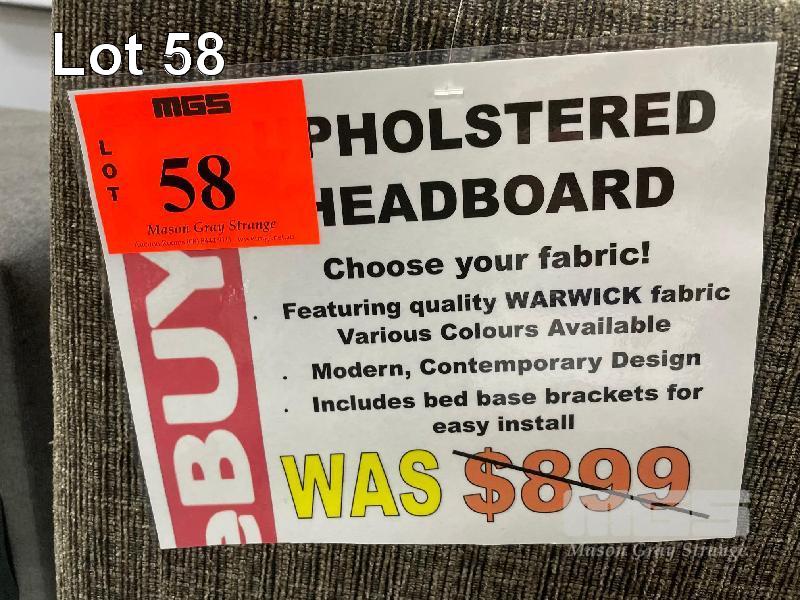 Lot 58
MGS
LOT
58
Mason Gray Strange
PHOLSTERED
HEADBOARD
Choose your fabric!
. Featuring quality WARWICK fabric
Various Colours Available
. Modern, Contemporary Design
. Includes bed base brackets for
easy install
eBUY
WAS $899
MGS
Mason Gray Strange